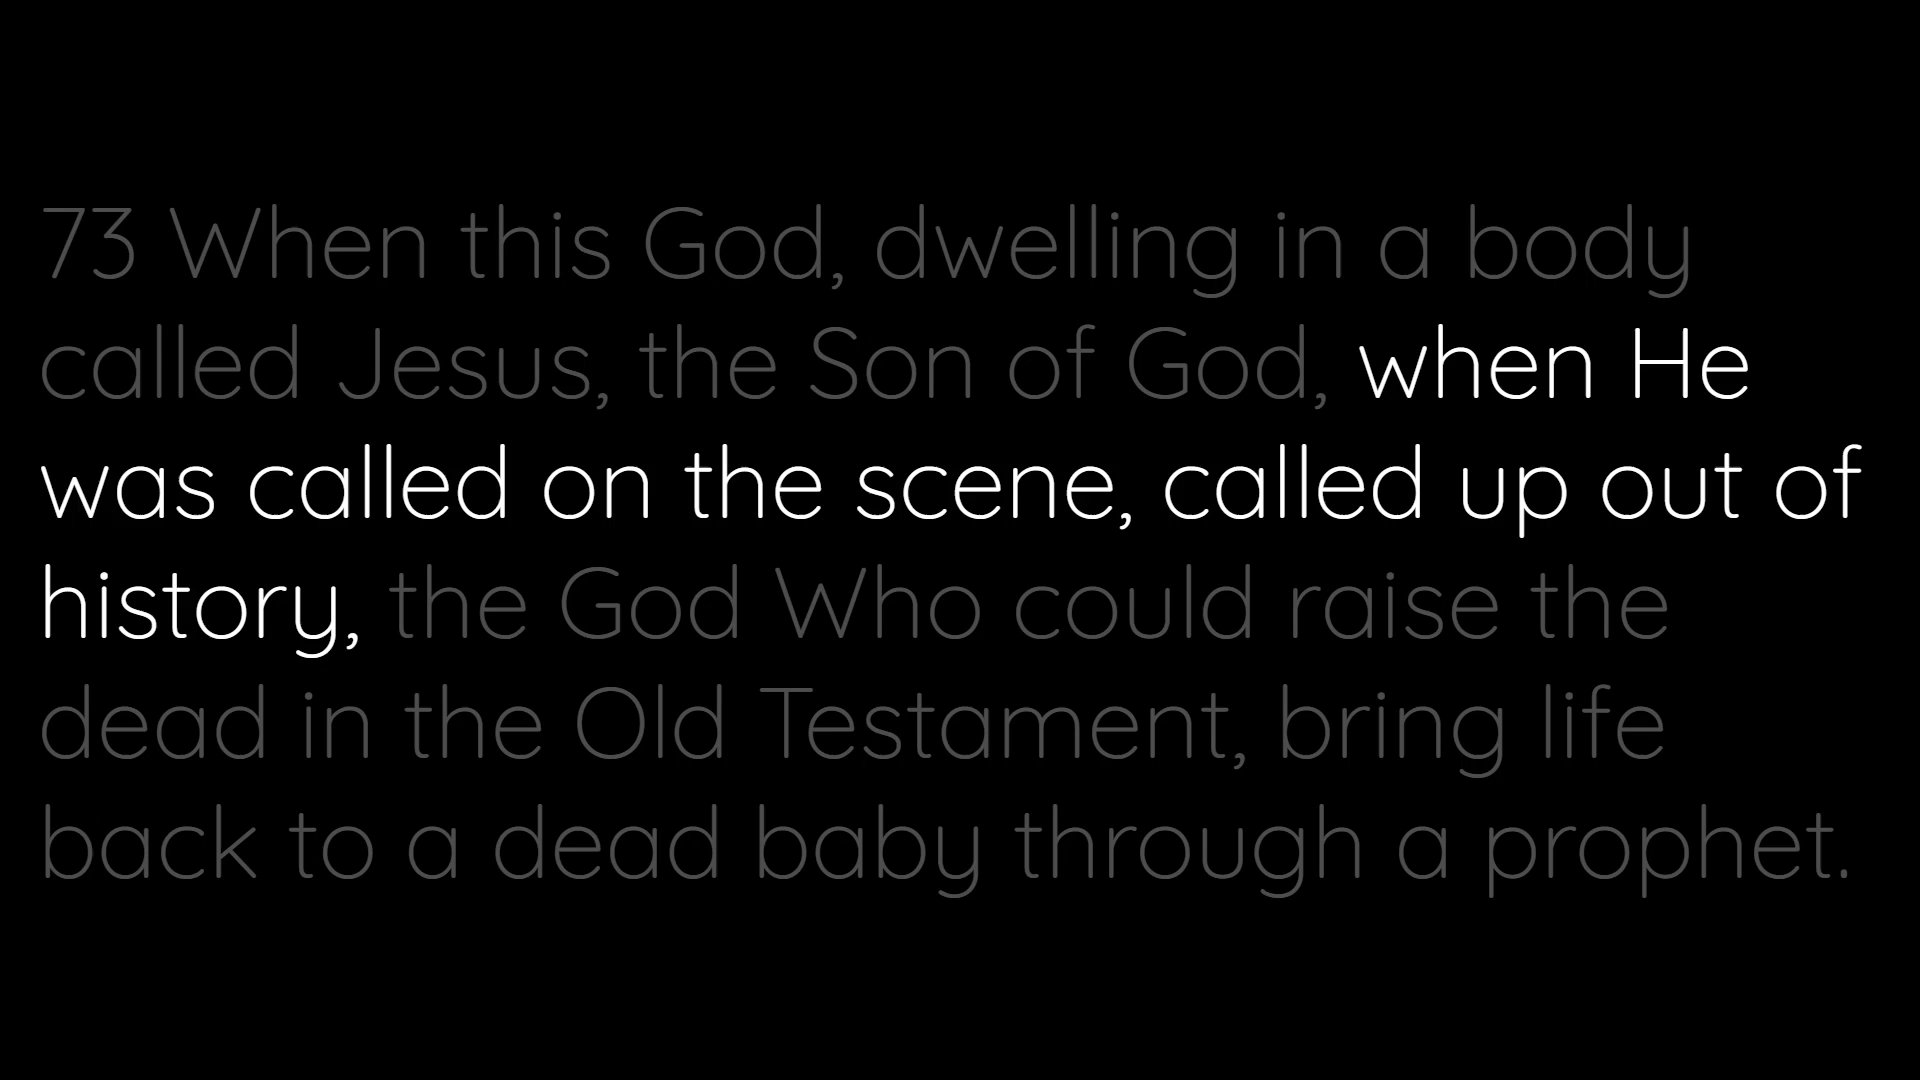 73 When this God, dwelling in a body
called Jesus, the Son of God, when He
was called on the scene, called up out of
history, the God Who could raise the
dead in the Old Testament, bring life
back to a dead baby through a prophet.